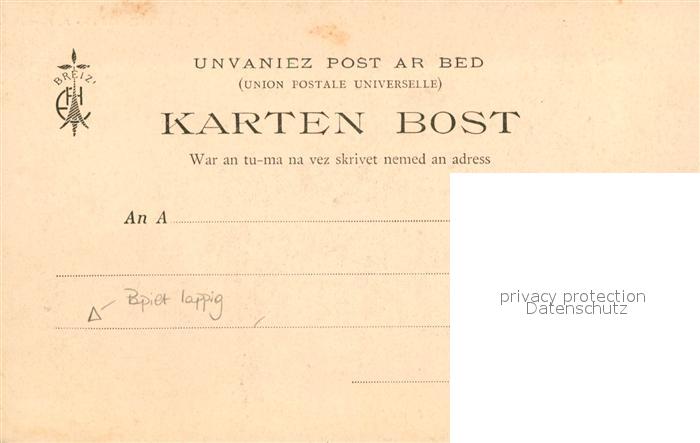 BREIZ'
UNVANIEZ POST AR BED
(UNION POSTALE UNIVERSELLE)
KARTEN BOST
War an tu-ma na vez skrivet nemed an adress
An A
lappig
privacy protection
Datenschutz